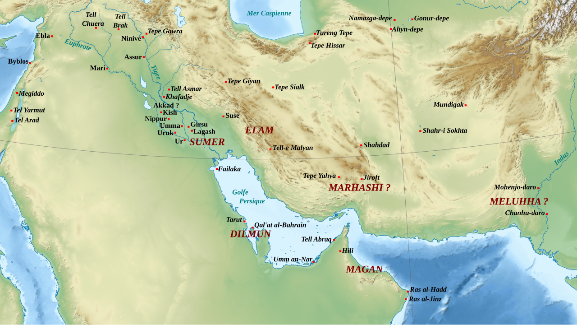 Mer Caspienne
Tell
Chuera
Tell
Brak
Ebla
Ninive
Tepe Gawra
Euphrate
Assur
Tigre
Byblos
Mari
Megiddo
Tel Yarmut
Tel Arad
Tell Asmar
Khafadje
Akkad ?
Kish
Nippur
Umma
Girsu
Uruk
Lagash
Ur
SUMER
Suse
Tepe Giyan
Tepe Sialk
ELAM
Tell-e Malyan
Tureng Tepe
Tepe Hissar
Namazga-depe
Gonur-depe
Altyn-depe
Mundigak
Shahr-i Sokhta
Shahdad
Tepe Yahya
Jiroft
MARHASHI ?
Indus
Mohenjo-daro
MELUHHA ?
Chanhu-daro
Failaka
Golfe
Persique
Tarut
Qal'at al-Bahrain
DILMUN
Tell Abraq
Hili
Umm an-Nar
MAGAN
Ras al-Hadd
Ras al-Jinz